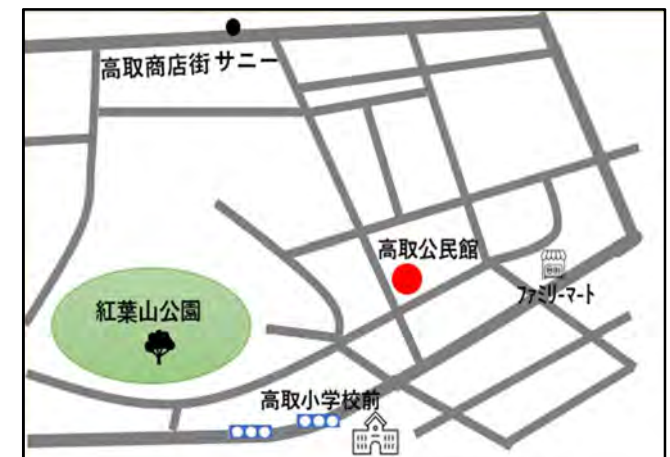 高取商店街 サニー
高取公民館
ファミリーマート
紅葉山公園
高取小学校前